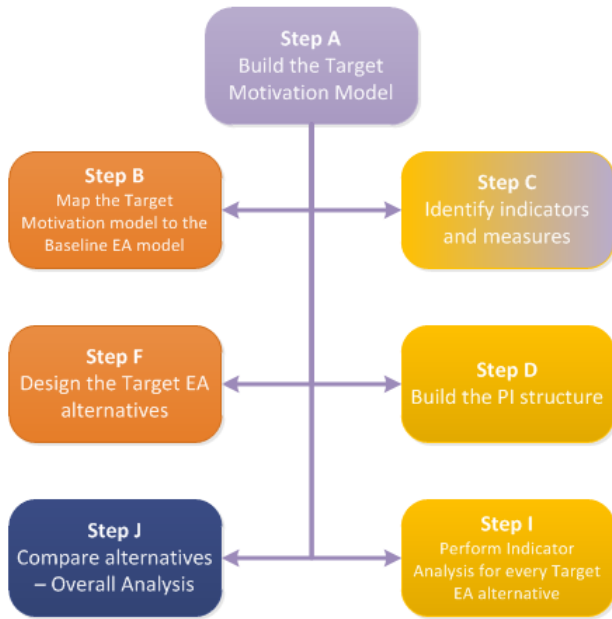 Step A
Build the Target
Motivation Model
Step B
Map the Target
Motivation model to the
Baseline EA model
Step C
Identify indicators
and measures
Step F
Design the Target EA
alternatives
Step D
Build the PI structure
Step J
Compare alternatives
– Overall Analysis
Step I
Perform Indicator
Analysis for every Target
EA alternative